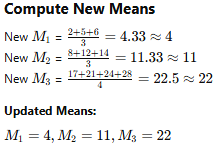 Compute New Means
New M₁ = (2+5+6)/3 = 4.33 ≈ 4
New M₂ = (8+12+14)/3 = 11.33 ≈ 11
New M₃ = (17+21+24+28)/4 = 22.5 ≈ 22
Updated Means:
M₁ = 4, M₂ = 11, M₃ = 22